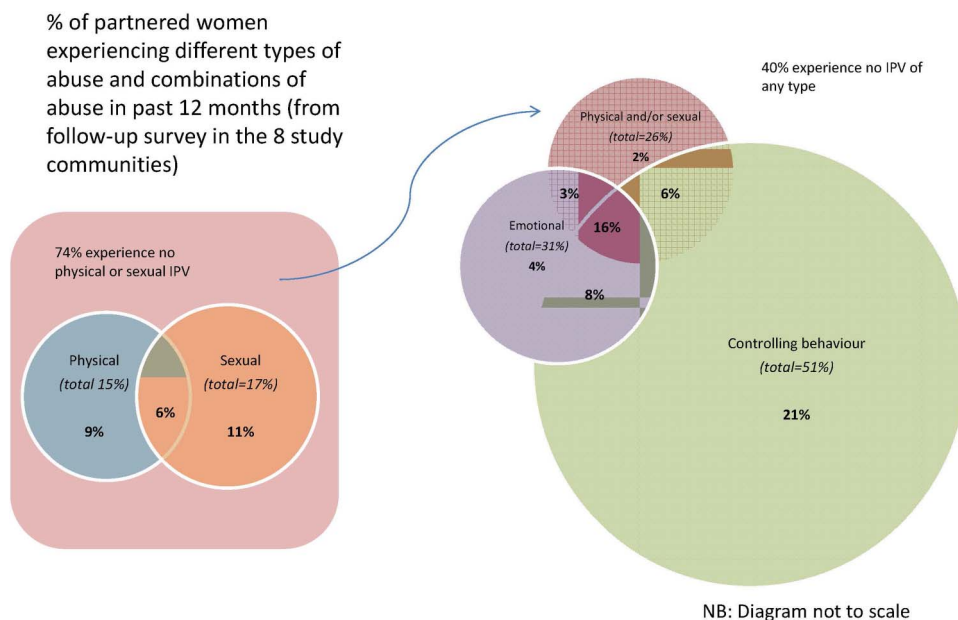 % of partnered women
experiencing different types of
abuse and combinations of
abuse in past 12 months (from
follow-up survey in the 8 study
communities)
74% experience no
physical or sexual IPV
Physical
(total 15%)
9%
6%
Sexual
(total=17%)
11%
40% experience no IPV of
any type
Physical and/or sexual
(total=26%)
2%
3%
6%
16%
Emotional
(total=31%)
4%
8%
Controlling behaviour
(total=51%)
21%
NB: Diagram not to scale